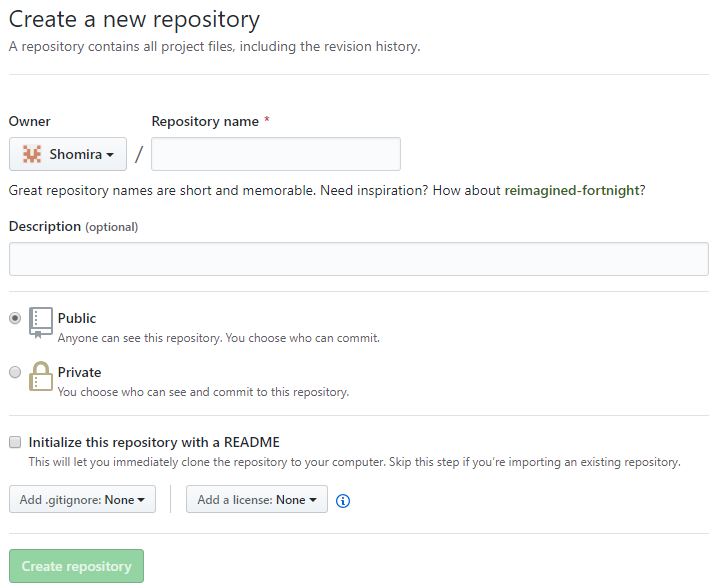 Create a new repository
A repository contains all project files, including the revision history.
Owner Repository name *
Shomira / 
Great repository names are short and memorable. Need inspiration? How about reimagined-fortnight?
Description (optional)
Public
Anyone can see this repository. You choose who can commit.
Private
You choose who can see and commit to this repository.
Initialize this repository with a README
This will let you immediately clone the repository to your computer. Skip this step if you're importing an existing repository.
Add .gitignore: None Add a license: None
Create repository